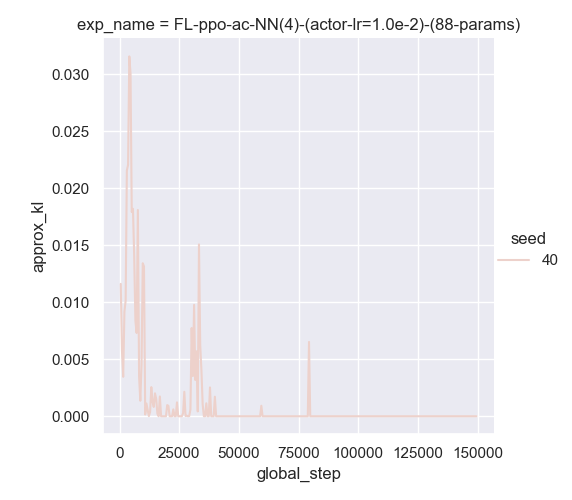 exp_name = FL-ppo-ac-NN(4)-(actor-lr=1.0e-2)-(88-params)
0.030
0.025
0.020
0.015
0.010
0.005
0.000
approx_kl
0 25000 50000 75000 100000 125000 150000
global_step
seed
40